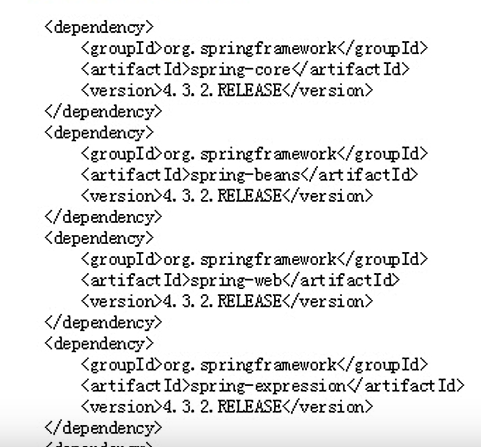 <dependency>
<groupId>org.springframework</groupId>
<artifactId>spring-core</artifactId>
<version>4.3.2.RELEASE</version>
</dependency>
<dependency>
<groupId>org.springframework</groupId>
<artifactId>spring-beans</artifactId>
<version>4.3.2.RELEASE</version>
</dependency>
<dependency>
<groupId>org.springframework</groupId>
<artifactId>spring-web</artifactId>
<version>4.3.2.RELEASE</version>
</dependency>
<dependency>
<groupId>org.springframework</groupId>
<artifactId>spring-expression</artifactId>
<version>4.3.2.RELEASE</version>
</dependency>